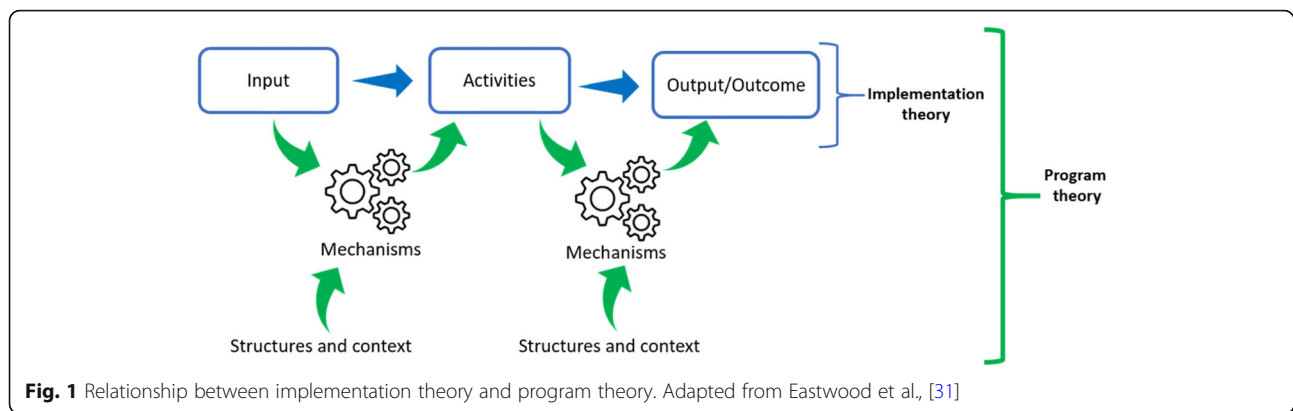 Input
Activities
Output/Outcome
Implementation
theory
Program
theory
Mechanisms
Mechanisms
Structures and context
Structures and context
Fig. 1 Relationship between implementation theory and program theory. Adapted from Eastwood et al., [31]